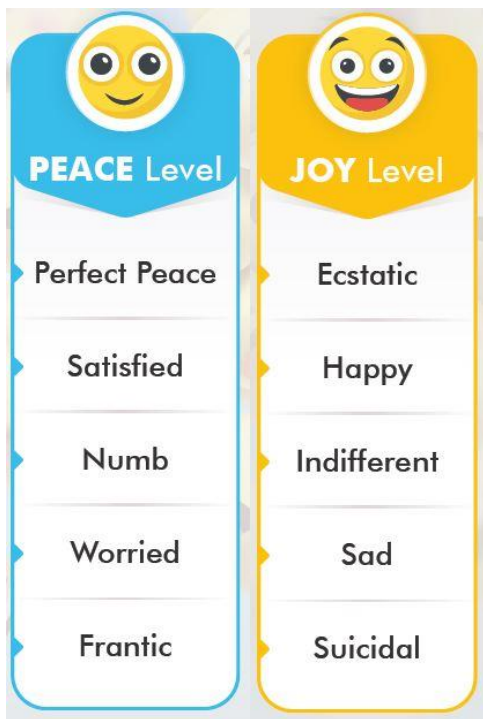 PEACE Level
Perfect Peace
Satisfied
Numb
Worried
Frantic
JOY Level
Ecstatic
Happy
Indifferent
Sad
Suicidal